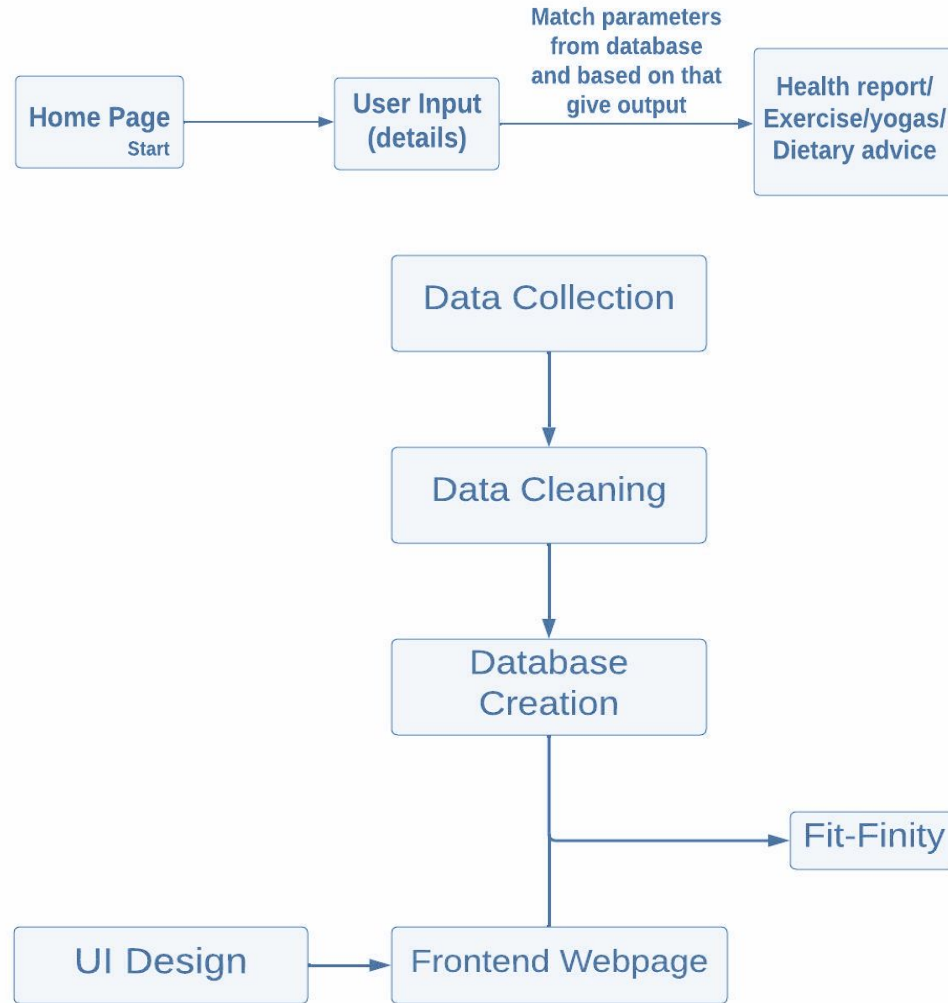 Match parameters
from database
and based on that
give output
Home Page
Start
User Input
(details)
Health report/
Exercise/yogas/
Dietary advice
Data Collection
Data Cleaning
Database
Creation
Fit-Finity
UI Design
Frontend Webpage